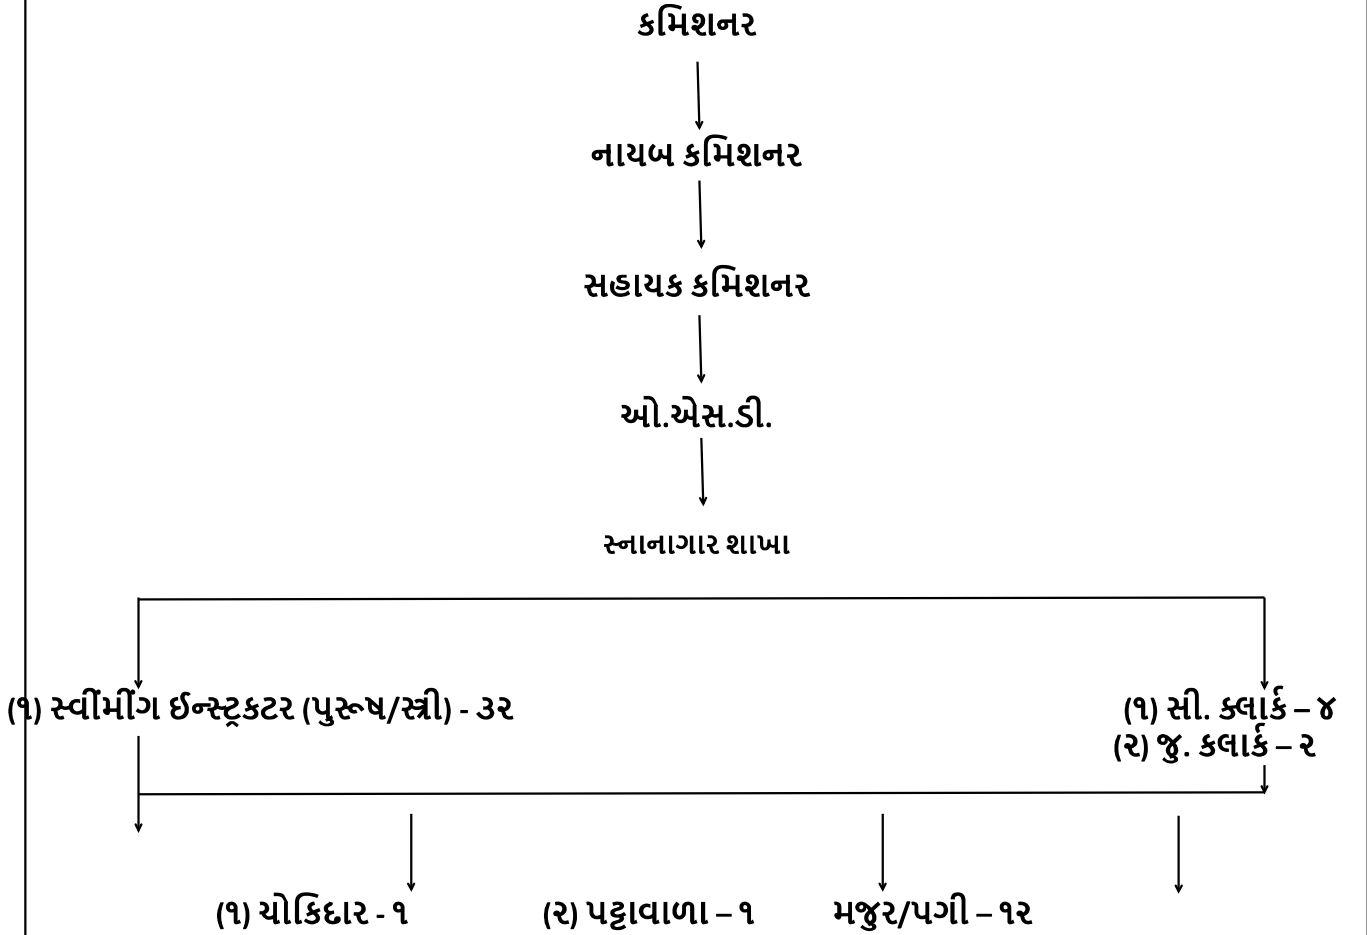 કમિશનર
નાયબ કમિશનર
સહાયક કમિશનર
ઓ.એસ.ડી.
સ્નાનાગાર શાખા
(૧) સ્વીંમીંગ ઈન્સ્ટ્રકટર (પુરૂષ/સ્ત્રી) - ૩૨
(૧) સી. ક્લાર્ક – ૪
(૨) જુ. કલાર્ક – ૨
(૧) ચોકિદાર - ૧ (૨) પટ્ટાવાળા – ૧ મજુર/પગી – ૧૨